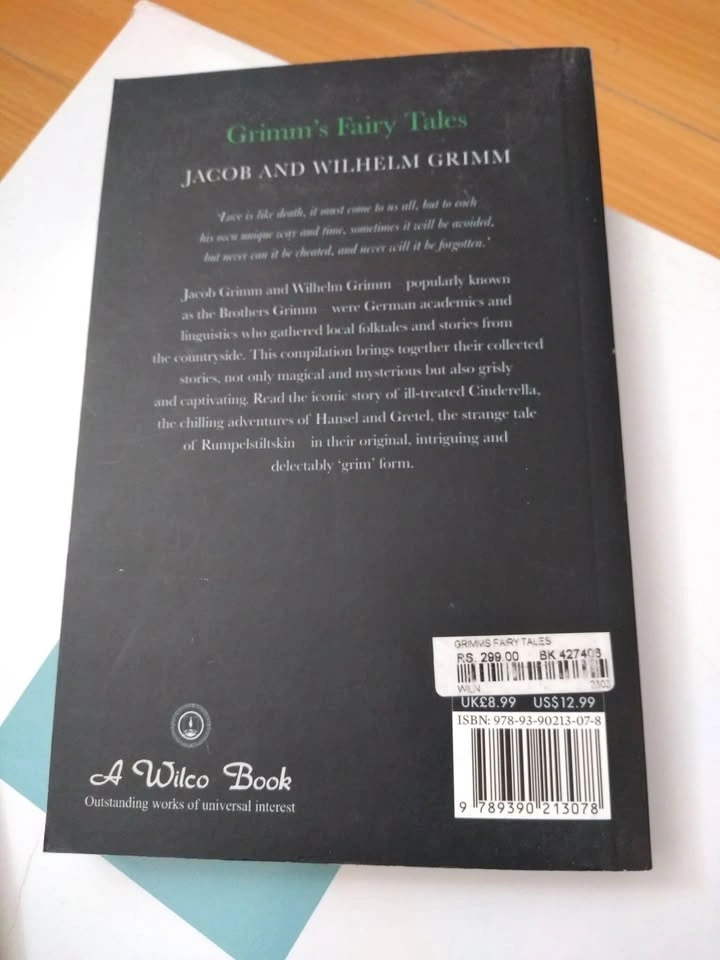 Grimm's Fairy Tales
JACOB AND WILHELM GRIMM
'Love is like death, it must come to us all, but to each
his own unique way and time, sometimes it will be avoided,
but never can it be cheated, and never will it be forgotten.'
Jacob Grimm and Wilhelm Grimm popularly known
as the Brothers Grimm were German academics and
linguistics who gathered local folktales and stories from
the countryside. This compilation brings together their collected
stories, not only magical and mysterious but also grisly
and captivating. Read the iconic story of ill-treated Cinderella,
the chilling adventures of Hansel and Gretel, the strange tale
of Rumpelstiltskin in their original, intriguing and
delectably 'grim' form.
GRIMMS FAIRY TALES
RS. 299.00 BK 427403
UK£8.99 US$12.99
ISBN: 978-93-90213-07-8
9 789390 213078
A Wilco Book
Outstanding works of universal interest